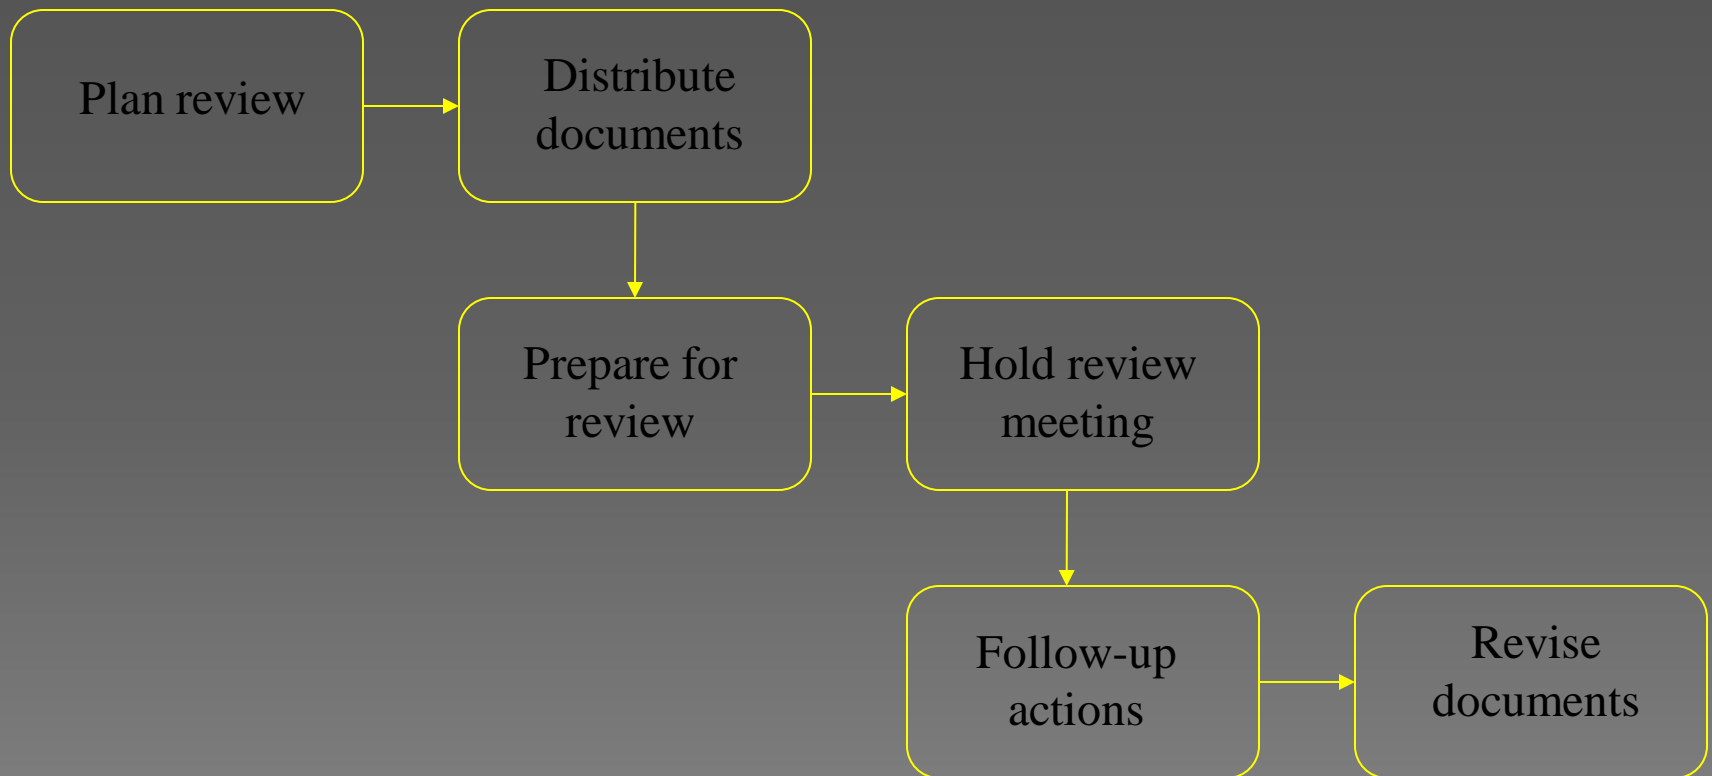 Plan review
Distribute
documents
Prepare for
review
Hold review
meeting
Follow-up
actions
Revise
documents